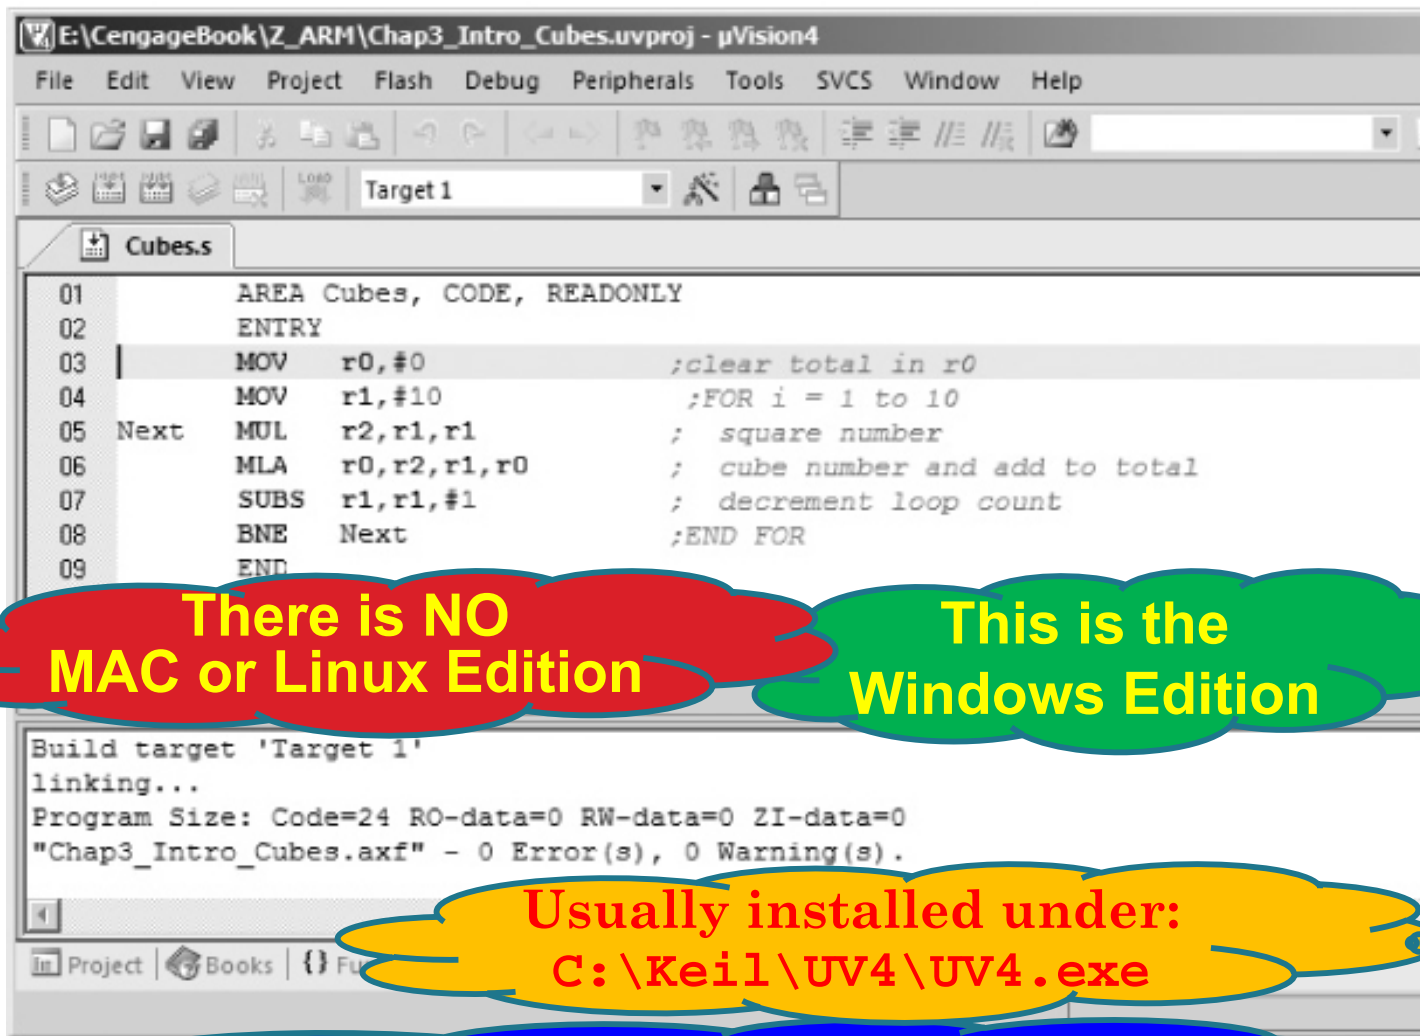 E:\CengageBook\Z_ARM\Chap3_Intro_Cubes.uvproj - µVision4
File Edit View Project Flash Debug Peripherals Tools SVCS Window Help
LOAD Target 1
Cubes.s
01 AREA Cubes, CODE, READONLY
02 ENTRY
03 MOV r0,#0 ;clear total in r0
04 MOV r1,#10 ;FOR i = 1 to 10
05 Next MUL r2,r1,r1 ; square number
06 MLA r0,r2,r1,r0 ; cube number and add to total
07 SUBS r1,r1,#1 ; decrement loop count
08 BNE Next ;END FOR
09 END
There is NO
MAC or Linux Edition
This is the
Windows Edition
Build target 'Target 1'
linking...
Program Size: Code=24 RO-data=0 RW-data=0 ZI-data=0
"Chap3_Intro_Cubes.axf" - 0 Error(s), 0 Warning(s).
Usually installed under:
C:\Keil\UV4\UV4.exe
Project Books {} Fu